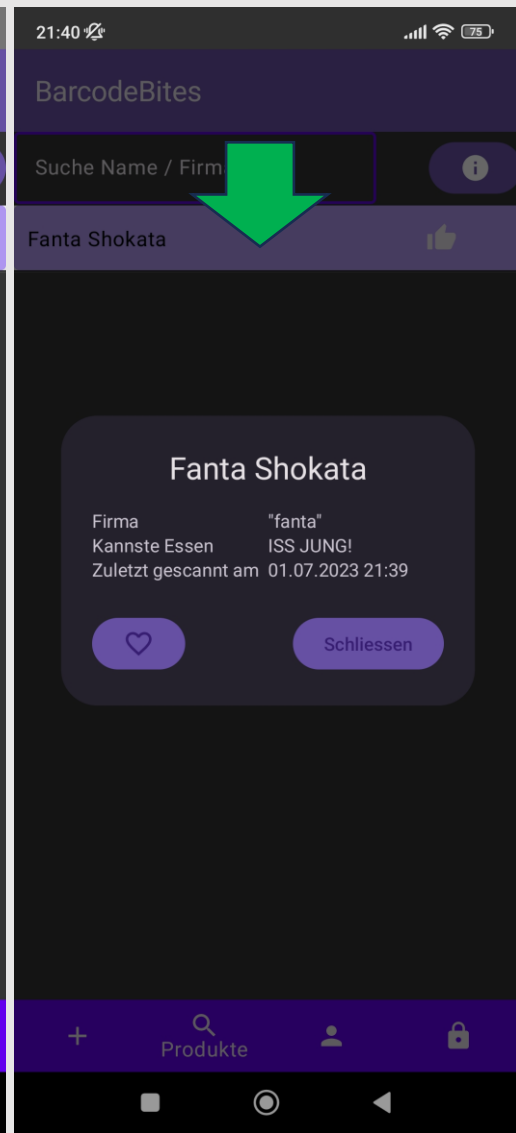 21:40
75
BarcodeBites
Suche Name / Firm
Fanta Shokata
Fanta Shokata
Firma "fanta"
Kannste Essen ISS JUNG!
Zuletzt gescannt am 01.07.2023 21:39
Schliessen
Produkte